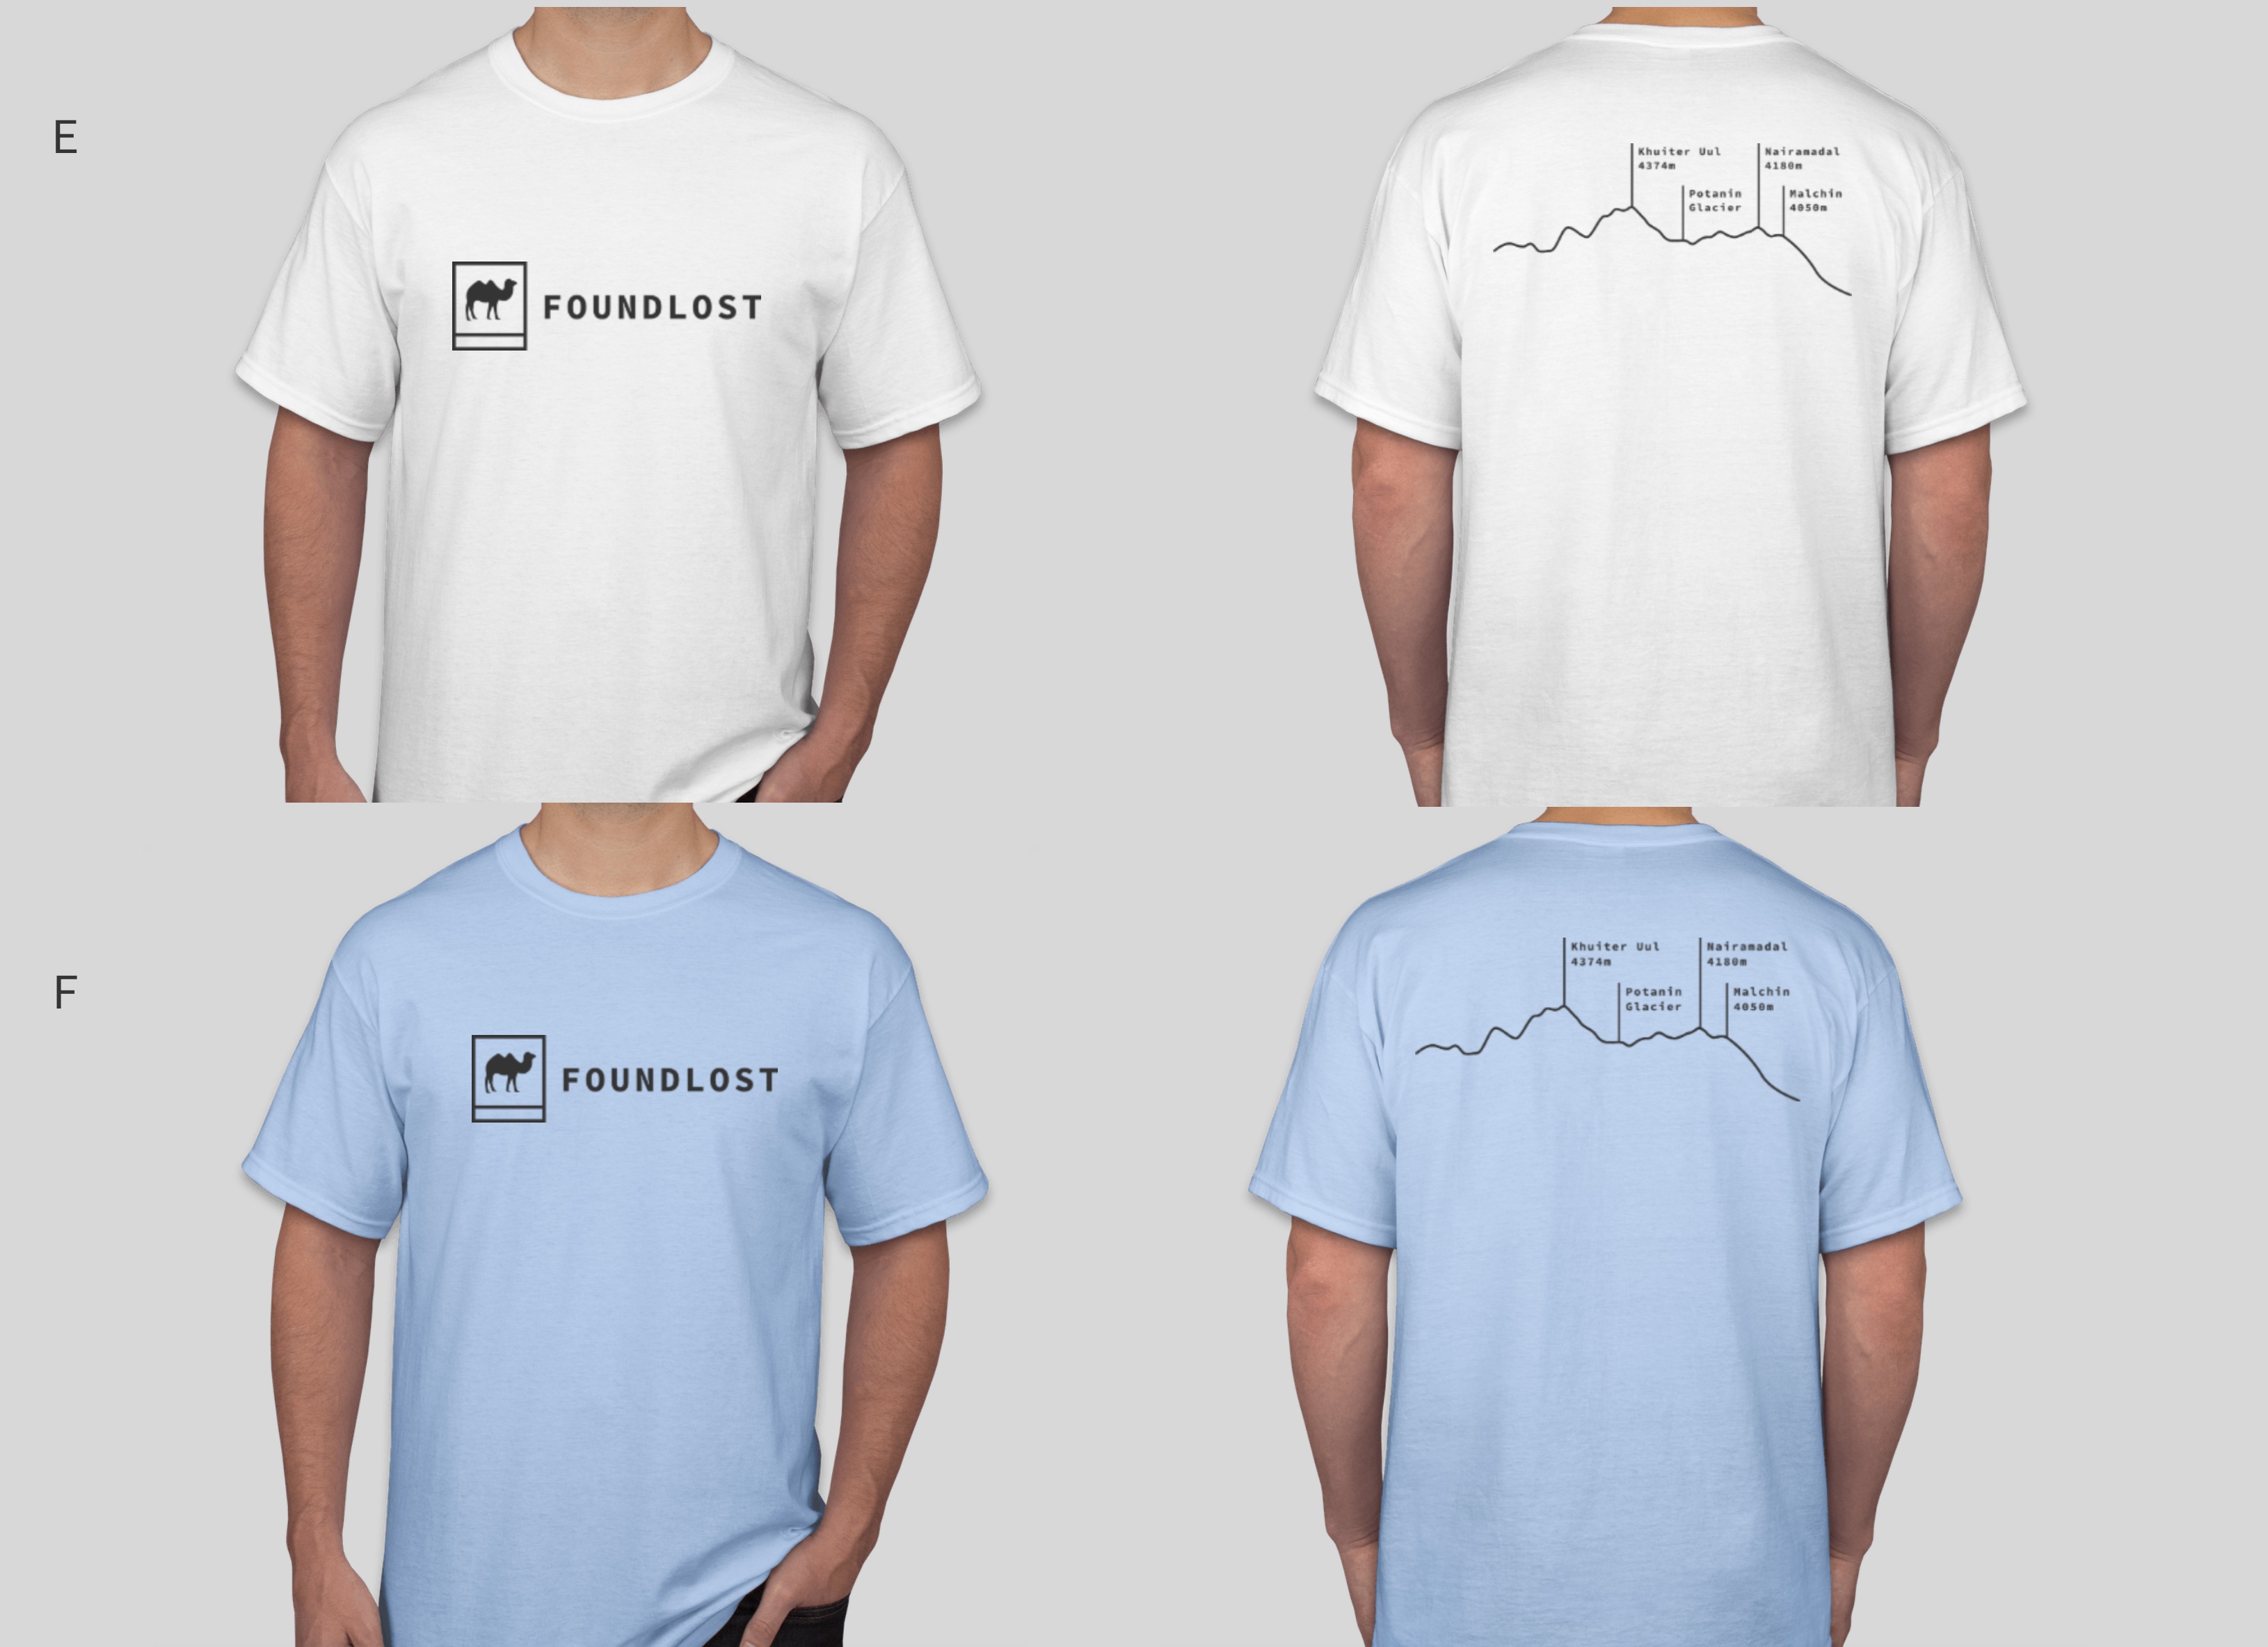 E
FOUNDLOST
Khuiter Uul
4374m
Nairamadal
4180m
Potanin
Glacier
Malchin
4050m
F
FOUNDLOST
Khuiter Uul
4374m
Nairamadal
4180m
Potanin
Glacier
Malchin
4050m